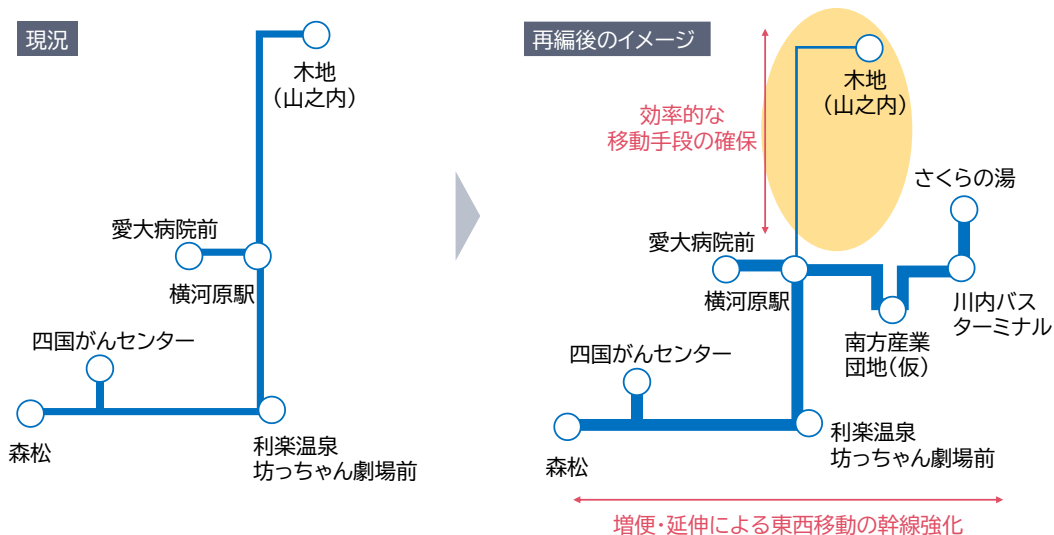 現況
木地
（山之内）
愛大病院前
横河原駅
四国がんセンター
森松
利楽温泉
坊っちゃん劇場前
再編後のイメージ
木地
（山之内）
効率的な
移動手段の確保
さくらの湯
愛大病院前
横河原駅
川内バス
ターミナル
南方産業
団地（仮）
四国がんセンター
利楽温泉
坊っちゃん劇場前
森松
増便・延伸による東西移動の幹線強化